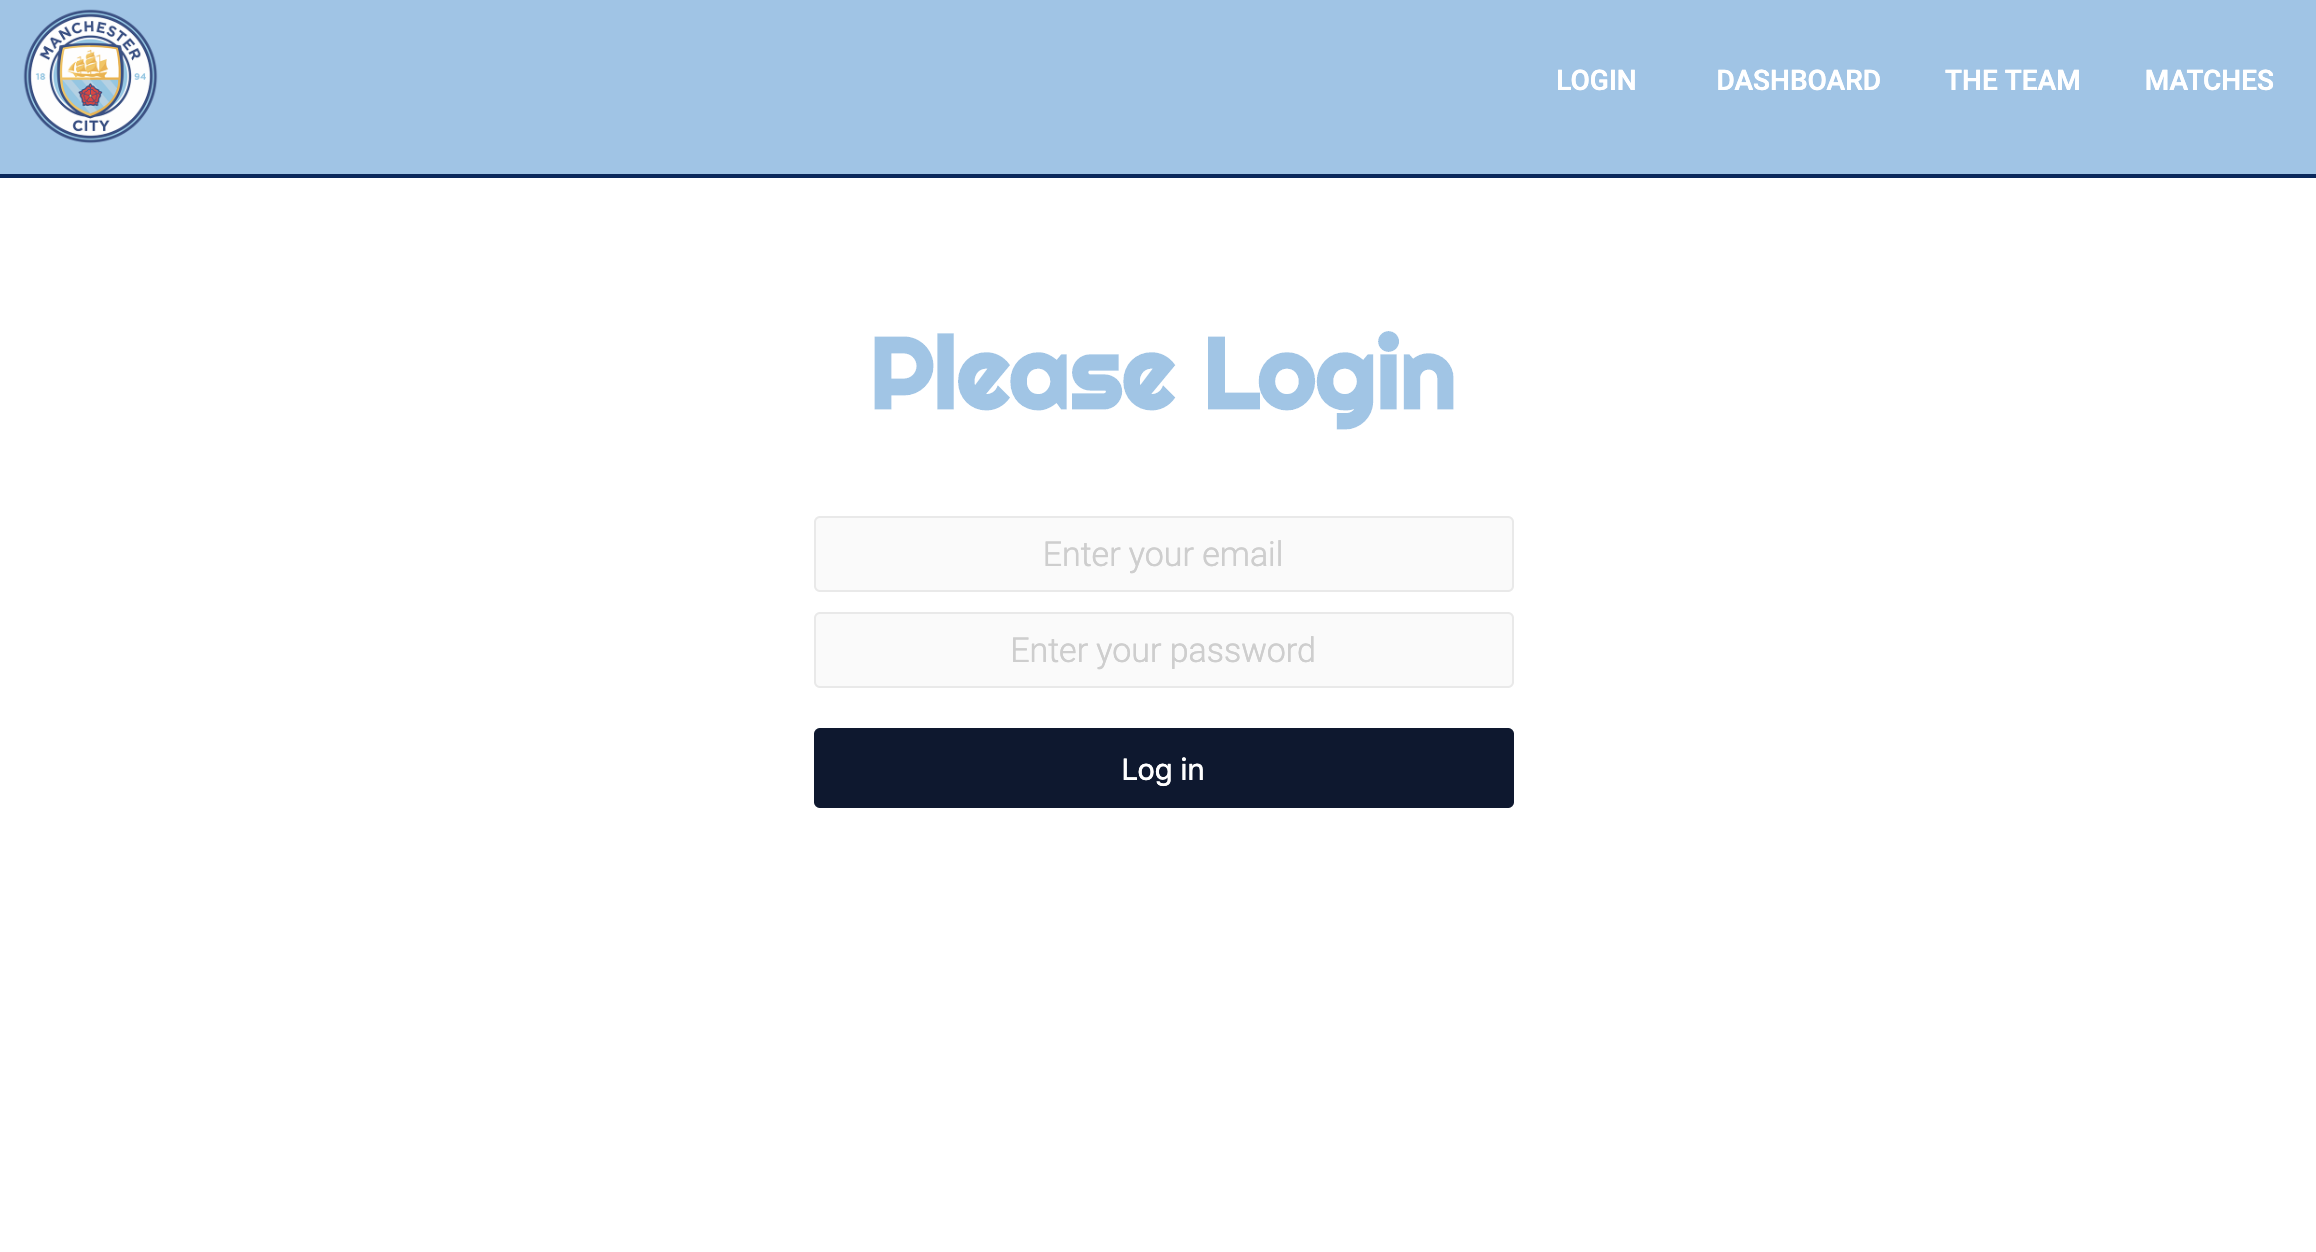 MANCHESTER
18 94
CITY
LOGIN DASHBOARD THE TEAM MATCHES
Please Login
Enter your email
Enter your password
Log in